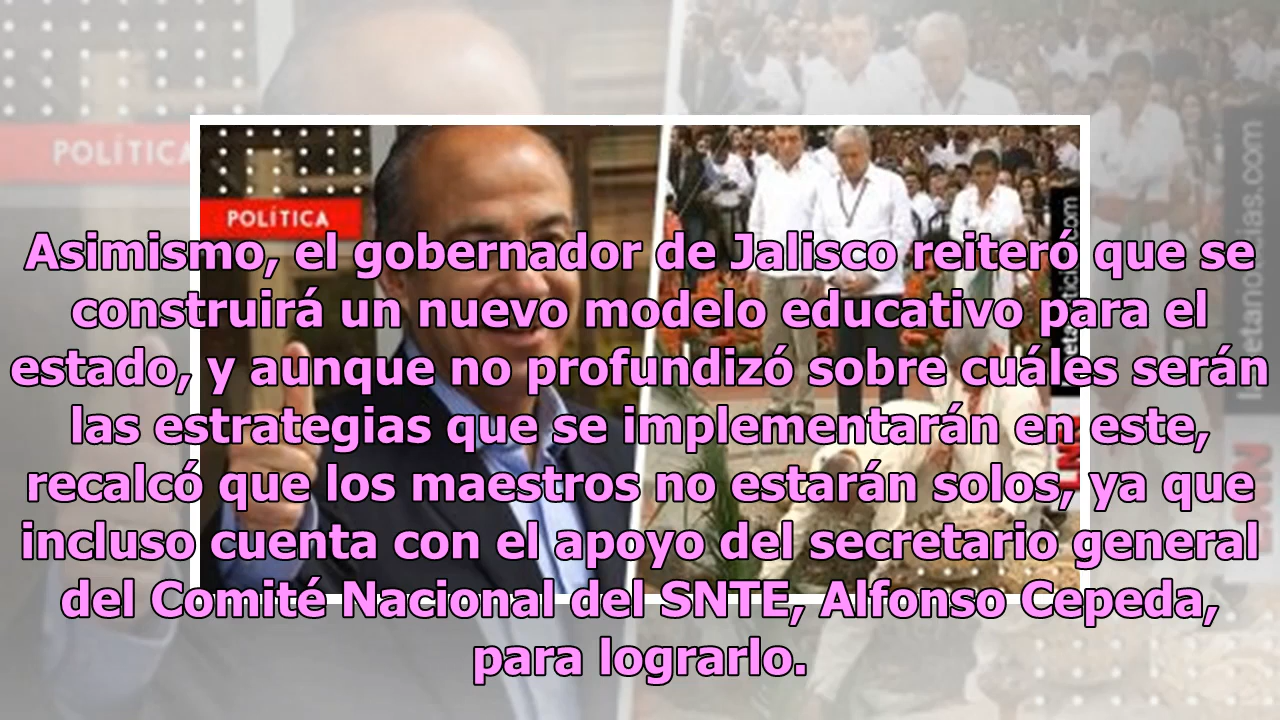 POLÍTICA
POLÍTICA
Asimismo, el gobernador de Jalisco reiteró que se
construirá un nuevo modelo educativo para el
estado, y aunque no profundizó sobre cuáles serán
las estrategias que se implementarán en este,
recalcó que los maestros no estarán solos, ya que
incluso cuenta con el apoyo del secretario general
del Comité Nacional del SNTE, Alfonso Cepeda,
para lograrlo.